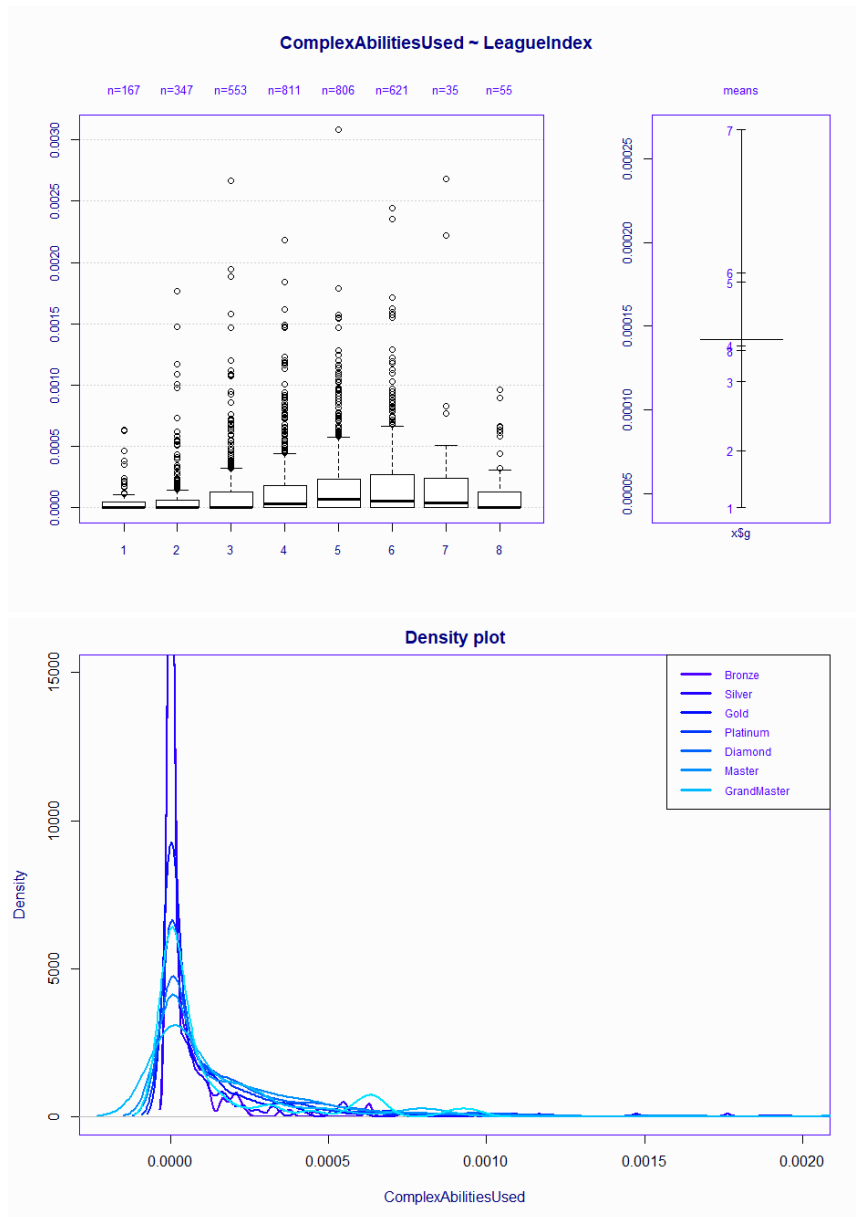 ComplexAbilitiesUsed ~ LeagueIndex
n=167 n=347 n=553 n=811 n=806 n=621 n=35 n=55
means
0.0030
0.0025
0.0020
0.0015
0.0010
0.0005
0.0000
1 2 3 4 5 6 7 8
0.00025
0.00020
0.00015
0.00010
0.00005
7
6
5
4
8
3
2
1
x$g
Density plot
15000
10000
5000
0
Density
Bronze
Silver
Gold
Platinum
Diamond
Master
GrandMaster
0.0000 0.0005 0.0010 0.0015 0.0020
ComplexAbilitiesUsed